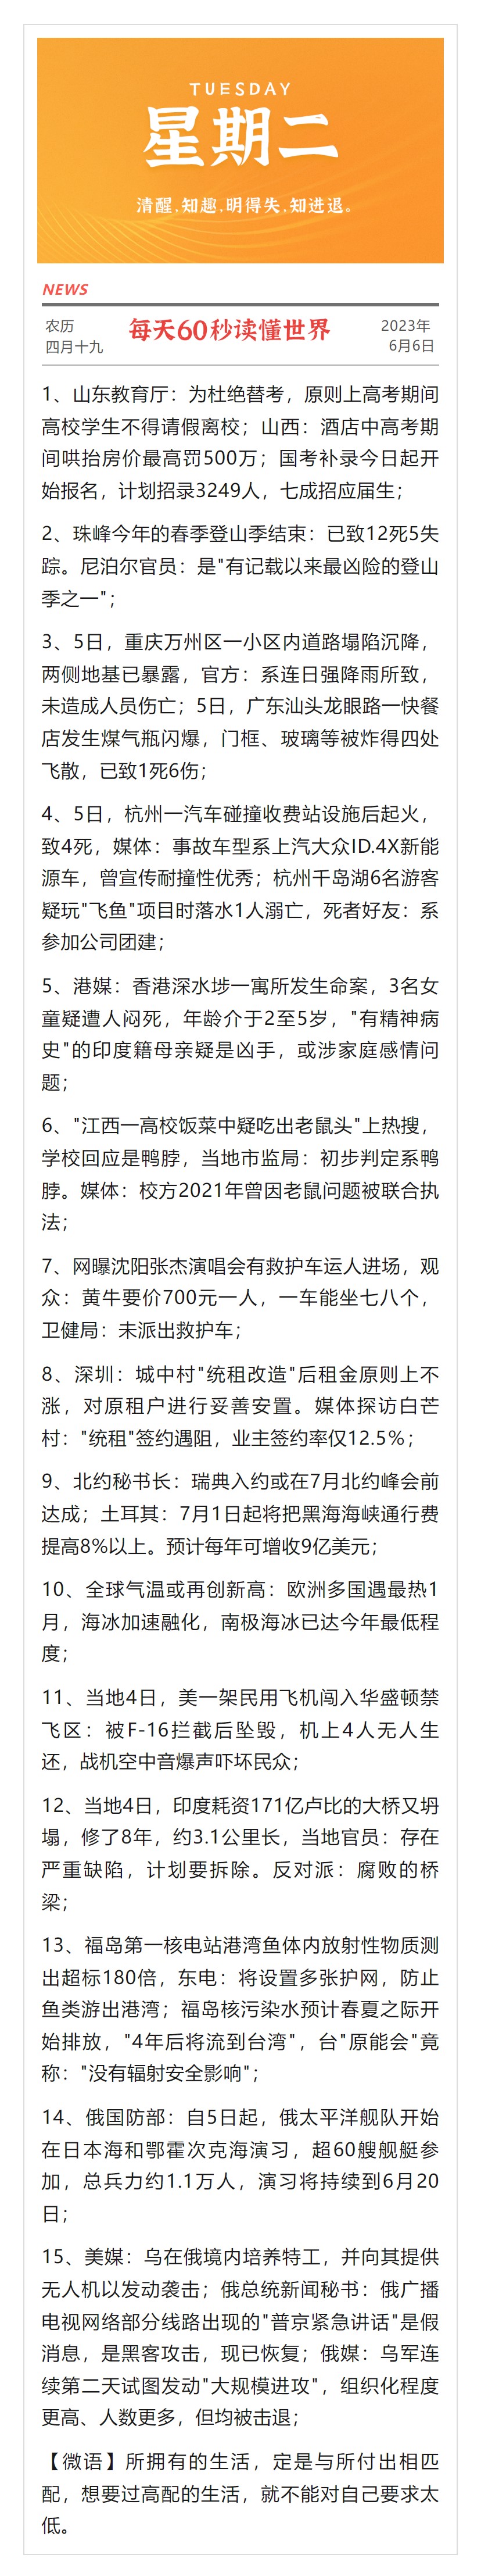 TUESDAY
星期二
清醒,知趣,明得失,知进退。
NEWS
农历
四月十九
每天60秒读懂世界
2023年
6月6日
1、山东教育厅：为杜绝替考，原则上高考期间
高校学生不得请假离校；山西：酒店中高考期
间哄抬房价最高罚500万；国考补录今日起开
始报名，计划招录3249人，七成招应届生；
2、珠峰今年的春季登山季结束：已致12死5失
踪。尼泊尔官员：是"有记载以来最凶险的登山
季之一"；
3、5日，重庆万州区一小区内道路塌陷沉降，
两侧地基已暴露，官方：系连日强降雨所致，
未造成人员伤亡；5日，广东汕头龙眼路一快餐
店发生煤气瓶闪爆，门框、玻璃等被炸得四处
飞散，已致1死6伤；
4、5日，杭州一汽车碰撞收费站设施后起火，
致4死，媒体：事故车型系上汽大众ID.4X新能
源车，曾宣传耐撞性优秀；杭州千岛湖6名游客
疑玩"飞鱼"项目时落水1人溺亡，死者好友：系
参加公司团建；
5、港媒：香港深水埗一寓所发生命案，3名女
童疑遭人闷死，年龄介于2至5岁，"有精神病
史"的印度籍母亲疑是凶手，或涉家庭感情问
题；
6、"江西一高校饭菜中疑吃出老鼠头"上热搜，
学校回应是鸭脖，当地市监局：初步判定系鸭
脖。媒体：校方2021年曾因老鼠问题被联合执
法；
7、网曝沈阳张杰演唱会有救护车运人进场，观
众：黄牛要价700元一人，一车能坐七八个，
卫健局：未派出救护车；
8、深圳：城中村"统租改造"后租金原则上不
涨，对原租户进行妥善安置。媒体探访白芒
村："统租"签约遇阻，业主签约率仅12.5%；
9、北约秘书长：瑞典入约或在7月北约峰会前
达成；土耳其：7月1日起将把黑海海峡通行费
提高8%以上。预计每年可增收9亿美元；
10、全球气温或再创新高：欧洲多国遇最热1
月，海冰加速融化，南极海冰已达今年最低程
度；
11、当地4日，美一架民用飞机闯入华盛顿禁
飞区：被F-16拦截后坠毁，机上4人无人生
还，战机空中音爆声吓坏民众；
12、当地4日，印度耗资171亿卢比的大桥又坍
塌，修了8年，约3.1公里长，当地官员：存在
严重缺陷，计划要拆除。反对派：腐败的桥
梁；
13、福岛第一核电站港湾鱼体内放射性物质测
出超标180倍，东电：将设置多张护网，防止
鱼类游出港湾；福岛核污染水预计春夏之际开
始排放，"4年后将流到台湾"，台"原能会"竟
称："没有辐射安全影响"；
14、俄国防部：自5日起，俄太平洋舰队开始
在日本海和鄂霍次克海演习，超60艘舰艇参
加，总兵力约1.1万人，演习将持续到6月20
日；
15、美媒：乌在俄境内培养特工，并向其提供
无人机以发动袭击；俄总统新闻秘书：俄广播
电视网络部分线路出现的"普京紧急讲话"是假
消息，是黑客攻击，现已恢复；俄媒：乌军连
续第二天试图发动"大规模进攻"，组织化程度
更高、人数更多，但均被击退；
【微语】所拥有的生活，定是与所付出相匹
配，想要过高配的生活，就不能对自己要求太
低。